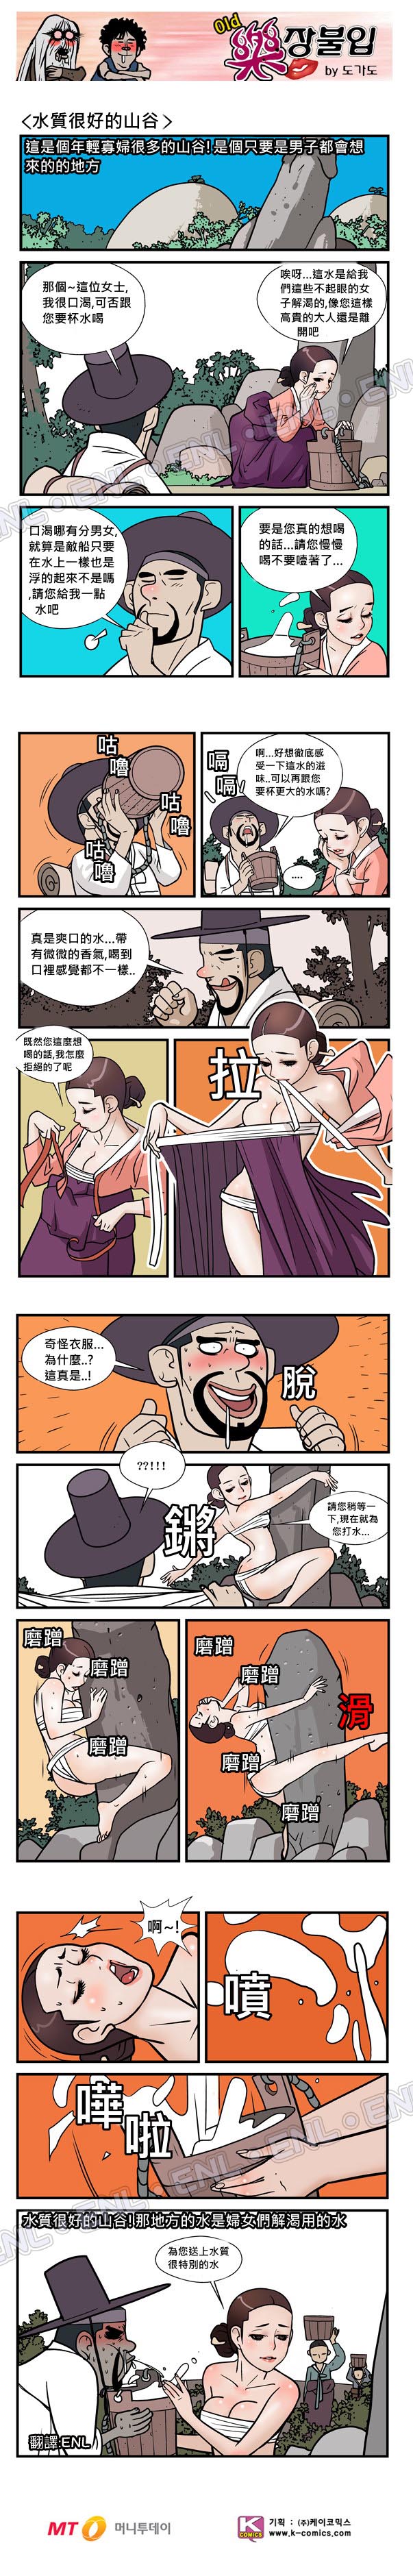 Old 樂장불입
by 도가도
<水質很好的山谷>
這是個年輕寡婦很多的山谷!是個只要是男子都會想
來的的地方
那個~這位女士,
我很口渴,可否跟
您要杯水喝
唉呀...這水是給我
們這些不起眼的女
子解渴的,像您這樣
高貴的大人還是離
開吧
口渴哪有分男女,
就算是敵船只要
在水上一樣也是
浮的起來不是嗎
,請您給我一點
水吧
要是您真的想喝
的話...請您慢慢
喝不要噎著了...
咕
嚕
咕
嚕
咕
嚕
嗝
嗝
啊...好想徹底感
受一下這水的滋
味..可以再跟您
要杯更大的水嗎?
....
真是爽口的水...帶
有微微的香氣,喝到
口裡感覺都不一樣..
既然您這麼想
喝的話,我怎麼
拒絕的了呢
拉
奇怪衣服...
為什麼..?
這真是..!
脫
??!!!
鏘
請您稍等一
下,現在就為
您打水...
磨蹭
磨蹭
磨蹭
磨蹭
磨蹭
滑
磨蹭
磨蹭
啊~!
噴
嘩
啦
水質很好的山谷!那地方的水是婦女們解渴用的水
為您送上水質
很特別的水
翻譯:ENL
ENL。ENL。ENL。ENL
ENL。ENL。ENL。ENL
MT 머니투데이
K COMICS
기획 : (주)케이코믹스
www.k-comics.com